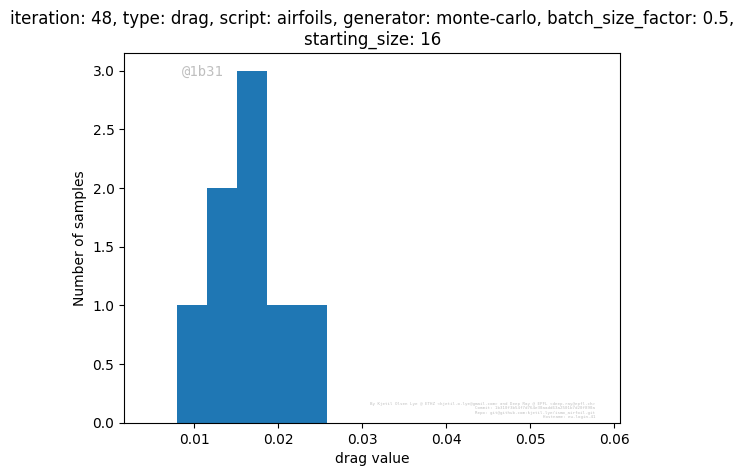 iteration: 48, type: drag, script: airfoils, generator: monte-carlo, batch_size_factor: 0.5,
starting_size: 16
@1b31
3.0
2.5
2.0
1.5
1.0
0.5
0.0
Number of samples
0.01
0.02
0.03
0.04
0.05
0.06
drag value